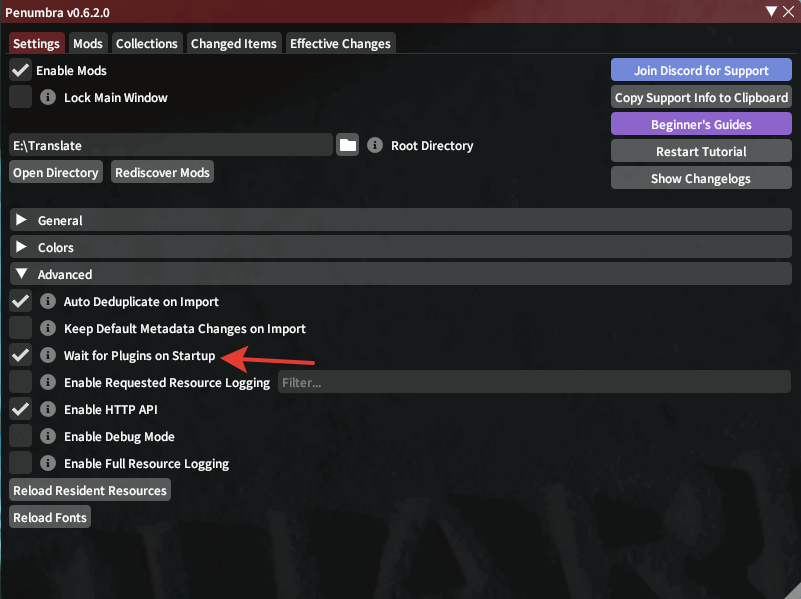 Penumbra v0.6.2.0
Settings Mods Collections Changed Items Effective Changes
Enable Mods
Join Discord for Support
Lock Main Window
Copy Support Info to Clipboard
Beginner's Guides
E:\Translate Root Directory
Restart Tutorial
Open Directory Rediscover Mods
Show Changelogs
General
Colors
Advanced
Auto Deduplicate on Import
Keep Default Metadata Changes on Import
Wait for Plugins on Startup
Enable Requested Resource Logging Filter...
Enable HTTP API
Enable Debug Mode
Enable Full Resource Logging
Reload Resident Resources
Reload Fonts